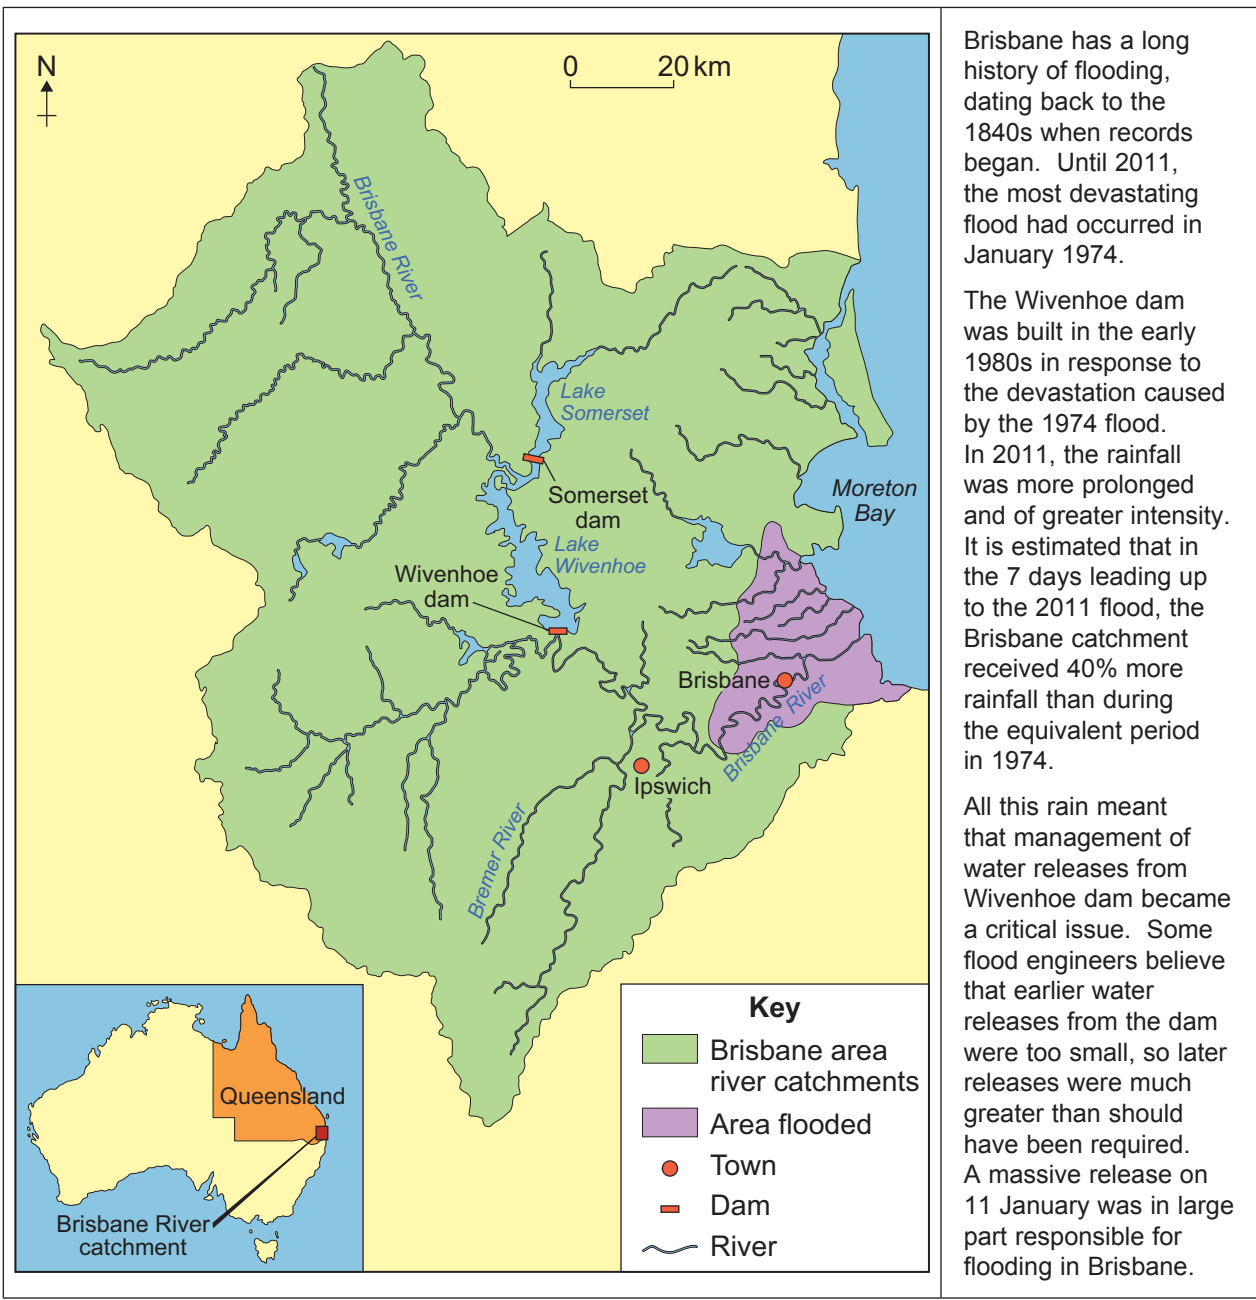 N
0 20 km
Brisbane River
Lake
Somerset
Somerset
dam
Moreton
Bay
Lake
Wivenhoe
Wivenhoe
dam
Brisbane
Brisbane River
Ipswich
Bremer River
Queensland
Brisbane River
catchment
Key
Brisbane area
river catchments
Area flooded
Town
Dam
River
Brisbane has a long
history of flooding,
dating back to the
1840s when records
began. Until 2011,
the most devastating
flood had occurred in
January 1974.
The Wivenhoe dam
was built in the early
1980s in response to
the devastation caused
by the 1974 flood.
In 2011, the rainfall
was more prolonged
and of greater intensity.
It is estimated that in
the 7 days leading up
to the 2011 flood, the
Brisbane catchment
received 40% more
rainfall than during
the equivalent period
in 1974.
All this rain meant
that management of
water releases from
Wivenhoe dam became
a critical issue. Some
flood engineers believe
that earlier water
releases from the dam
were too small, so later
releases were much
greater than should
have been required.
A massive release on
11 January was in large
part responsible for
flooding in Brisbane.